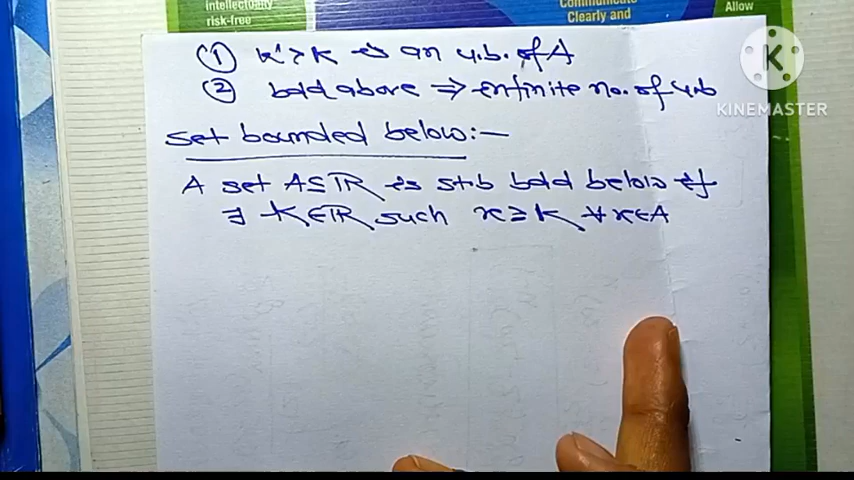 intellectually
risk-free
Communicate
Clearly and
Allow
K
KINEMASTER
(1) K' > K is an u.b. of A
(2) bdd above ⇒ infinite no. of u.b
Set bounded below:-
A set A⊆ℝ is s.t.b bdd below if
∃ K∈ℝ such x ≥ K ∀ x∈A